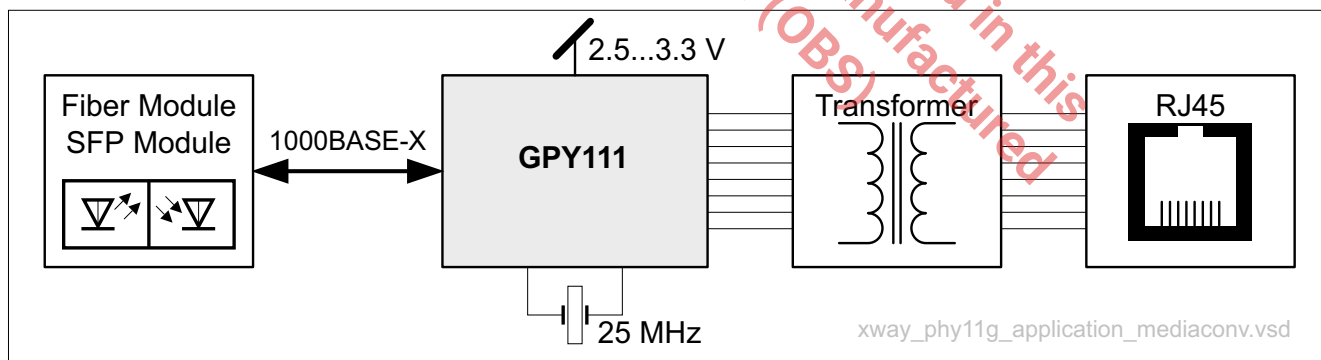 d in this
nufactured
(OBS)
2.5...3.3 V
Fiber Module
SFP Module
1000BASE-X
GPY111
Transformer
RJ45
25 MHz
xway_phy11g_application_mediaconv.vsd